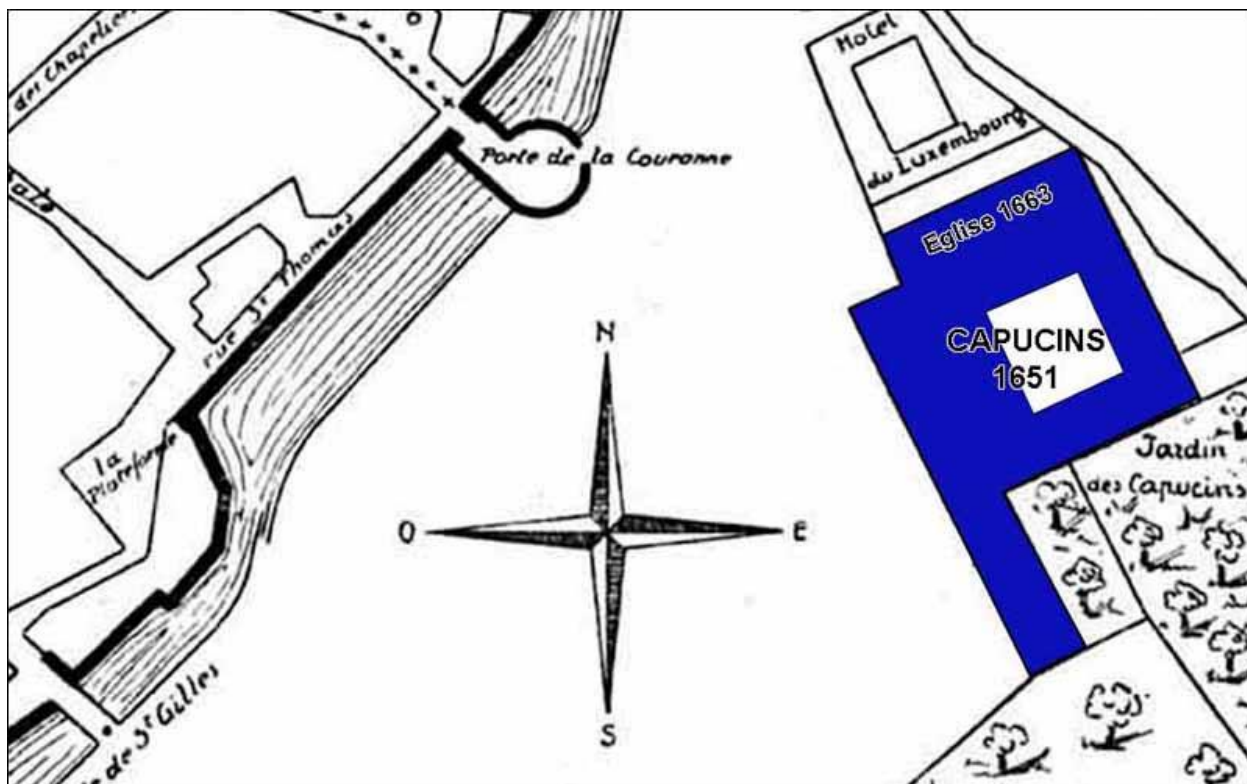 des Chapeliers
Porte de la Couronne
Hotel
du Luxembourg
Eglise 1663
CAPUCINS
1651
rue St Thomas
La
Plateforme
Jardin
des Capucins
N
O
E
S
de St Gilles